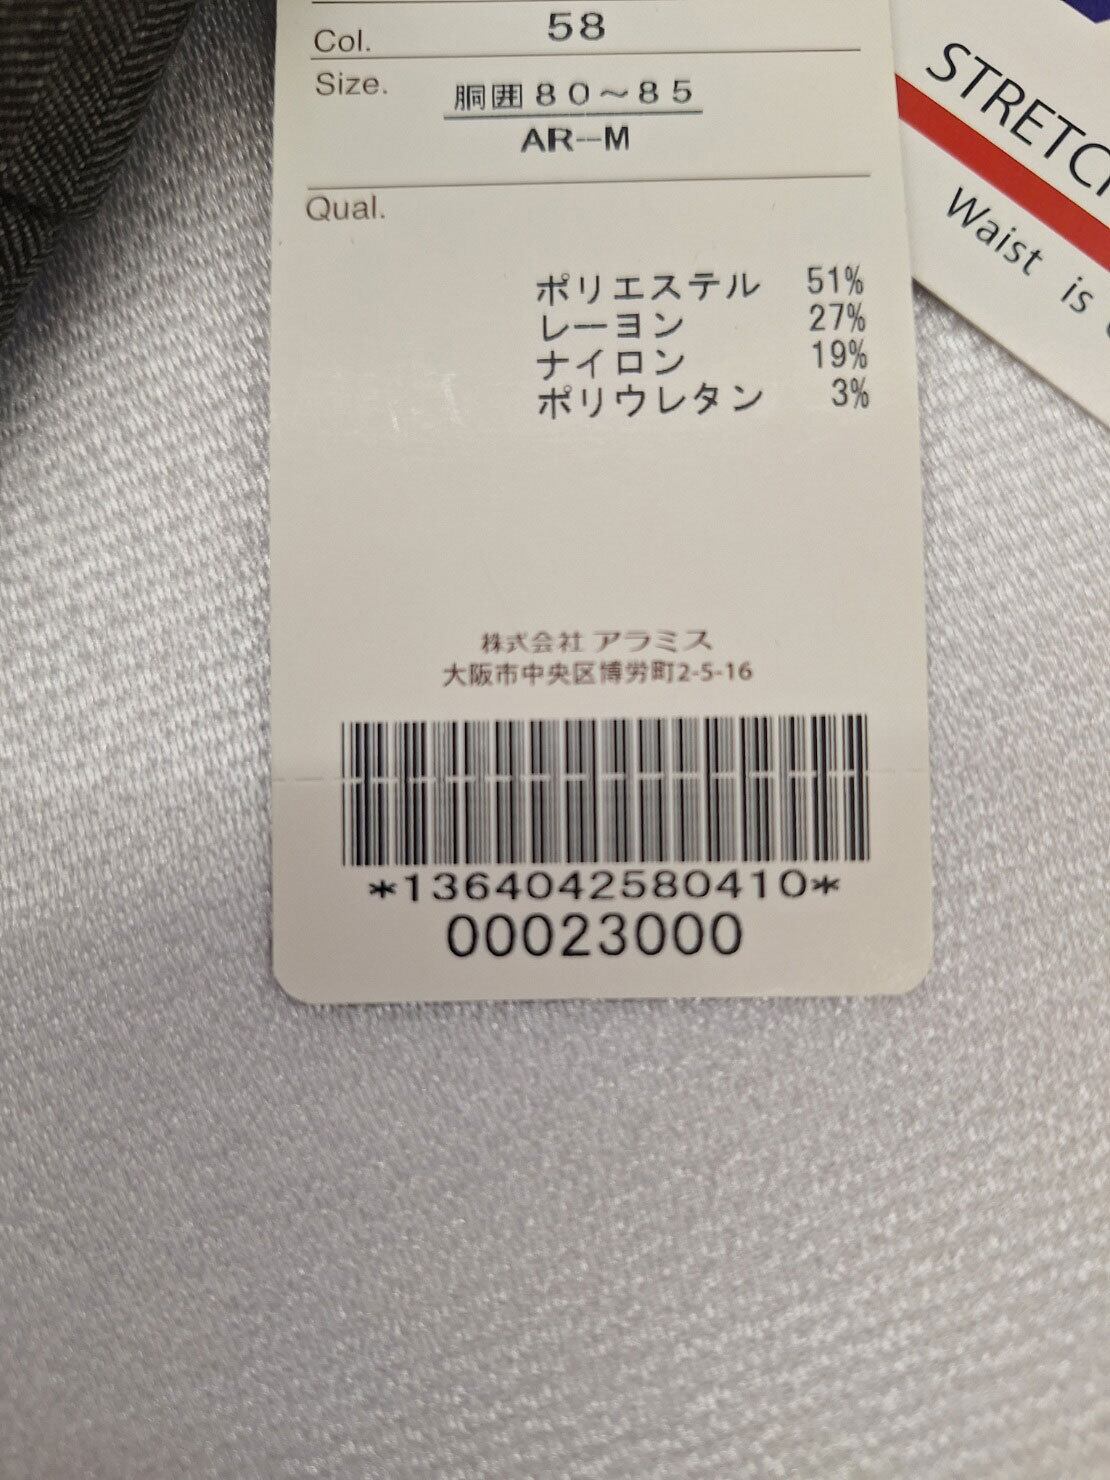 Col. 58
Size. 胴囲80～85
AR--M
Qual.
ポリエステル 51%
レーヨン 27%
ナイロン 19%
ポリウレタン 3%
株式会社 アラミス
大阪市中央区博労町2-5-16
*1364042580410*
00023000
Waist is